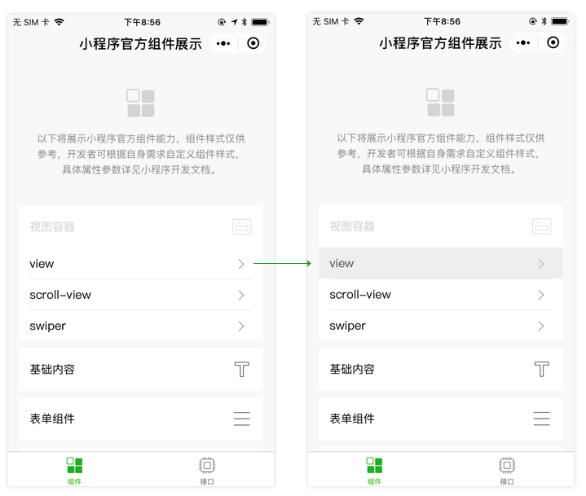 无 SIM 卡 下午8:56
小程序官方组件展示
以下将展示小程序官方组件能力，组件样式仅供
参考，开发者可根据自身需求自定义组件样式，
具体属性参数详见小程序开发文档。
视图容器
view
scroll-view
swiper
基础内容
表单组件
组件 接口
无 SIM 卡 下午8:56
小程序官方组件展示
以下将展示小程序官方组件能力，组件样式仅供
参考，开发者可根据自身需求自定义组件样式，
具体属性参数详见小程序开发文档。
视图容器
view
scroll-view
swiper
基础内容
表单组件
组件 接口